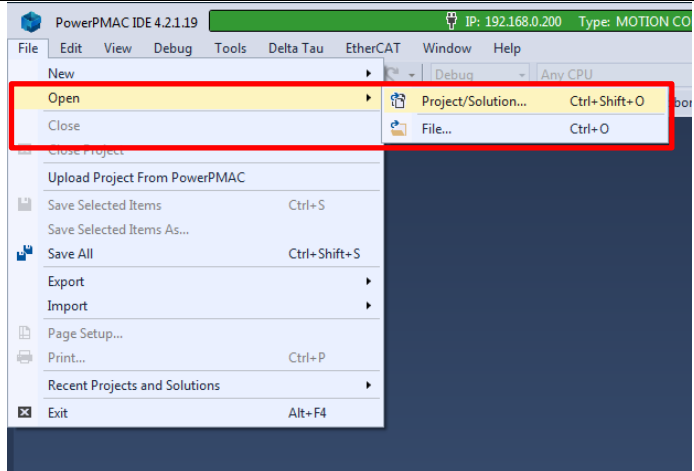 PowerPMAC IDE 4.2.1.19
IP: 192.168.0.200 Type: MOTION CO
File Edit View Debug Tools Delta Tau EtherCAT Window Help
New
Debug Any CPU
Open
Project/Solution... Ctrl+Shift+O
Close
File... Ctrl+O
Close Project
Upload Project From PowerPMAC
Save Selected Items Ctrl+S
Save Selected Items As...
Save All Ctrl+Shift+S
Export
Import
Page Setup...
Print... Ctrl+P
Recent Projects and Solutions
Exit Alt+F4